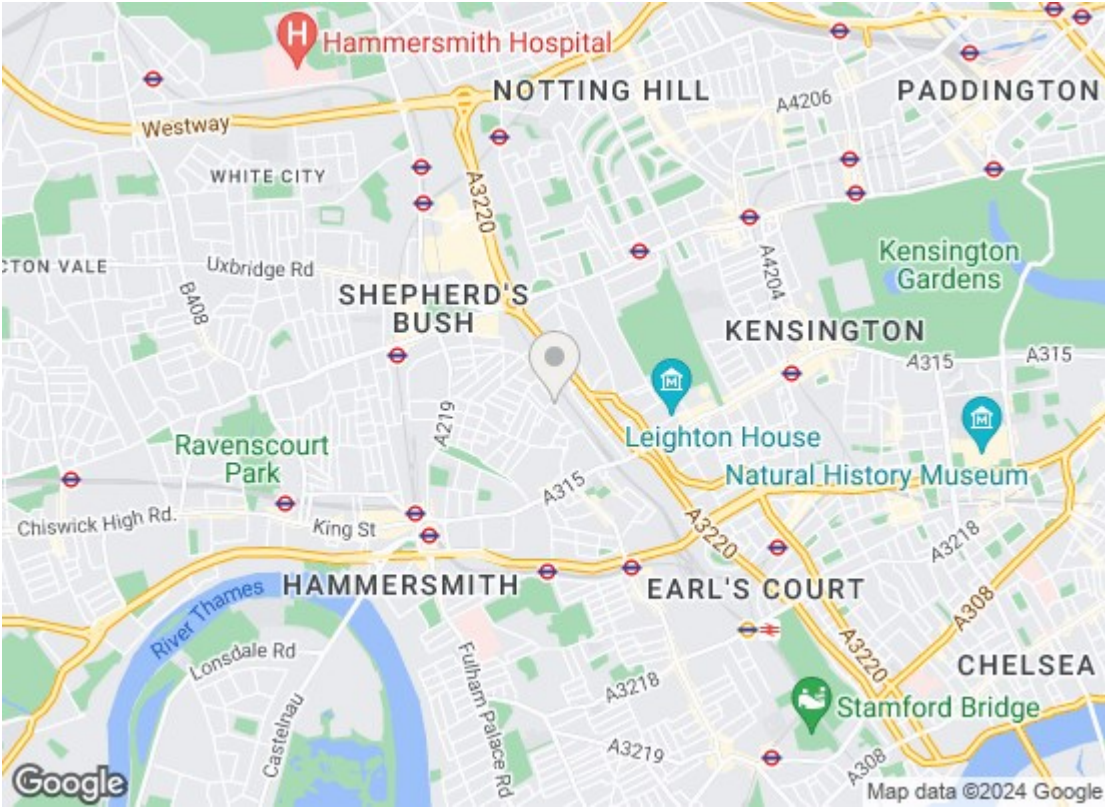 Hammersmith Hospital
NOTTING HILL
A4206
PADDINGTON
Westway
WHITE CITY
A3220
CTON VALE
Uxbridge Rd
B408
A4204
Kensington
Gardens
SHEPHERD'S
BUSH
KENSINGTON
A315
A315
A219
Leighton House
Ravenscourt
Park
Natural History Museum
A315
Chiswick High Rd.
King St
A3220
A3218
HAMMERSMITH
EARL'S COURT
River Thames
A308
Lonsdale Rd
A3220
CHELSEA
Fulham Palace Rd
A3218
Castelnau
Stamford Bridge
A3219
A308
Google
Map data ©2024 Google